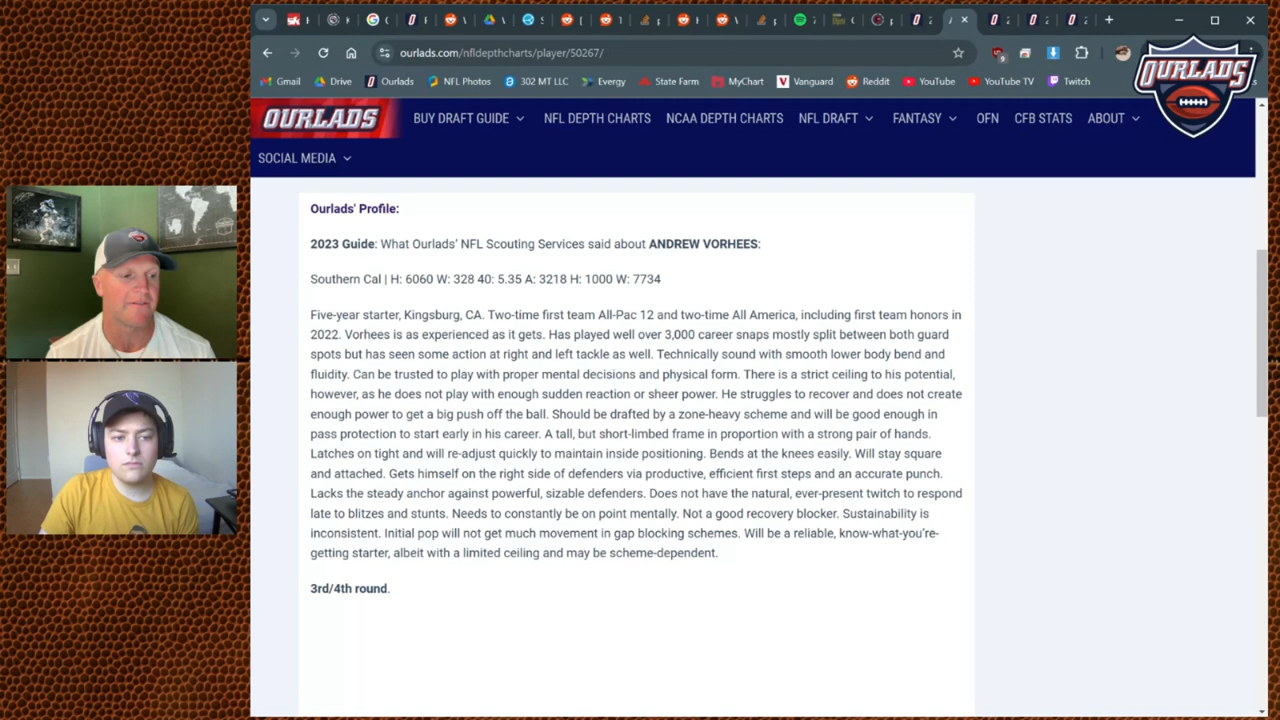 ourlads.com/nfldepthcharts/player/50267/
9
Gmail Drive Ourlads NFL Photos 302 MT LLC Evergy State Farm MyChart Vanguard Reddit YouTube YouTube TV Twitch
OURLADS
OURLADS BUY DRAFT GUIDE NFL DEPTH CHARTS NCAA DEPTH CHARTS NFL DRAFT FANTASY OFN CFB STATS ABOUT
SOCIAL MEDIA
Ourlads' Profile:
2023 Guide: What Ourlads’ NFL Scouting Services said about ANDREW VORHEES:
Southern Cal | H: 6060 W: 328 40: 5.35 A: 3218 H: 1000 W: 7734
Five-year starter, Kingsburg, CA. Two-time first team All-Pac 12 and two-time All America, including first team honors in
2022. Vorhees is as experienced as it gets. Has played well over 3,000 career snaps mostly split between both guard
spots but has seen some action at right and left tackle as well. Technically sound with smooth lower body bend and
fluidity. Can be trusted to play with proper mental decisions and physical form. There is a strict ceiling to his potential,
however, as he does not play with enough sudden reaction or sheer power. He struggles to recover and does not create
enough power to get a big push off the ball. Should be drafted by a zone-heavy scheme and will be good enough in
pass protection to start early in his career. A tall, but short-limbed frame in proportion with a strong pair of hands.
Latches on tight and will re-adjust quickly to maintain inside positioning. Bends at the knees easily. Will stay square
and attached. Gets himself on the right side of defenders via productive, efficient first steps and an accurate punch.
Lacks the steady anchor against powerful, sizable defenders. Does not have the natural, ever-present twitch to respond
late to blitzes and stunts. Needs to constantly be on point mentally. Not a good recovery blocker. Sustainability is
inconsistent. Initial pop will not get much movement in gap blocking schemes. Will be a reliable, know-what-you’re-
getting starter, albeit with a limited ceiling and may be scheme-dependent.
3rd/4th round.